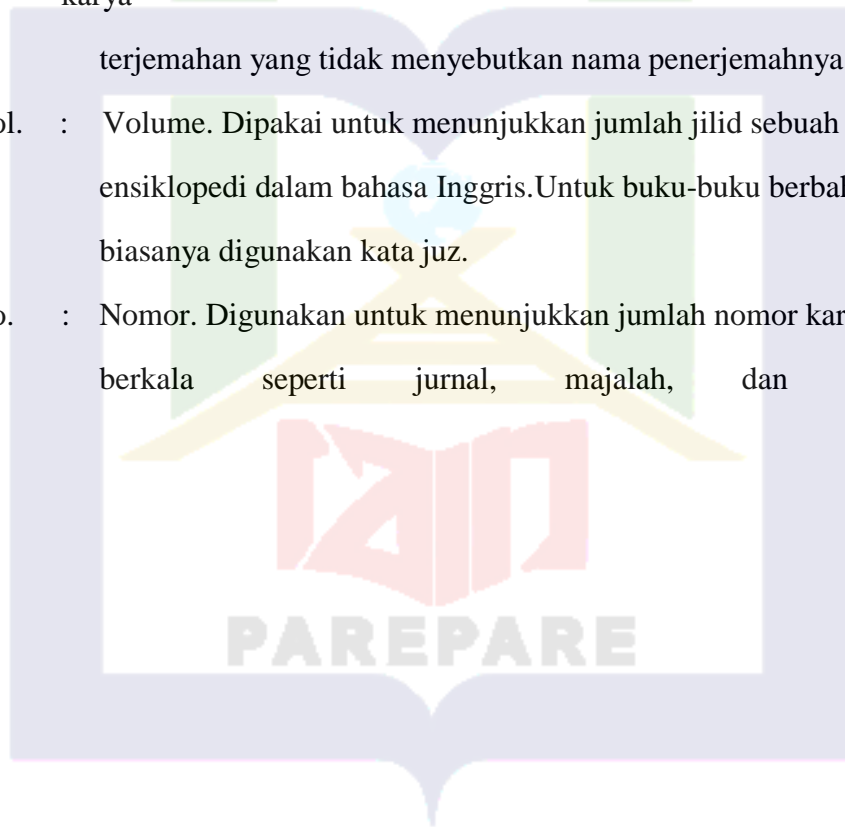 karya
terjemahan yang tidak menyebutkan nama penerjemahnya
ol. : Volume. Dipakai untuk menunjukkan jumlah jilid sebuah
ensiklopedi dalam bahasa Inggris.Untuk buku-buku
biasanya digunakan kata juz.
o. : Nomor. Digunakan untuk menunjukkan jumlah nomor
berkala seperti jurnal, majalah, dan
iain
PAREPARE